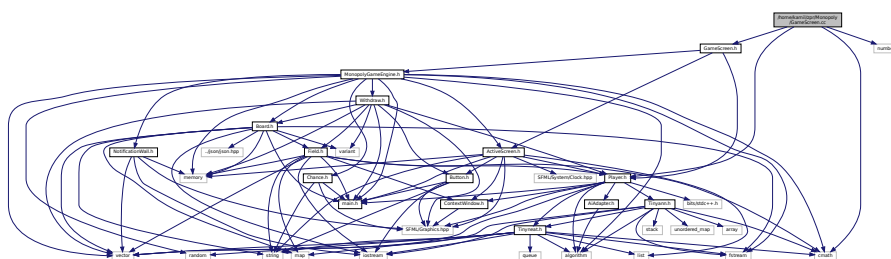 /home/kamil/zpr/Monopoly
/GameScreen.cc
GameScreen.h
MonopolyGameEngine.h
Withdraw.h
Board.h
NotificationWall.h
../json/json.hpp
Field.h
variant
ActiveScreen.h
memory
Chance.h
Button.h
SFML/System/Clock.hpp
Player.h
main.h
ContextWindow.h
AIAdapter.h
Tinyann.h
bits/stdc++.h
SFML/Graphics.hpp
Tinyneat.h
stack
unordered_map
array
vector
random
string
map
iostream
queue
algorithm
list
fstream
cmath